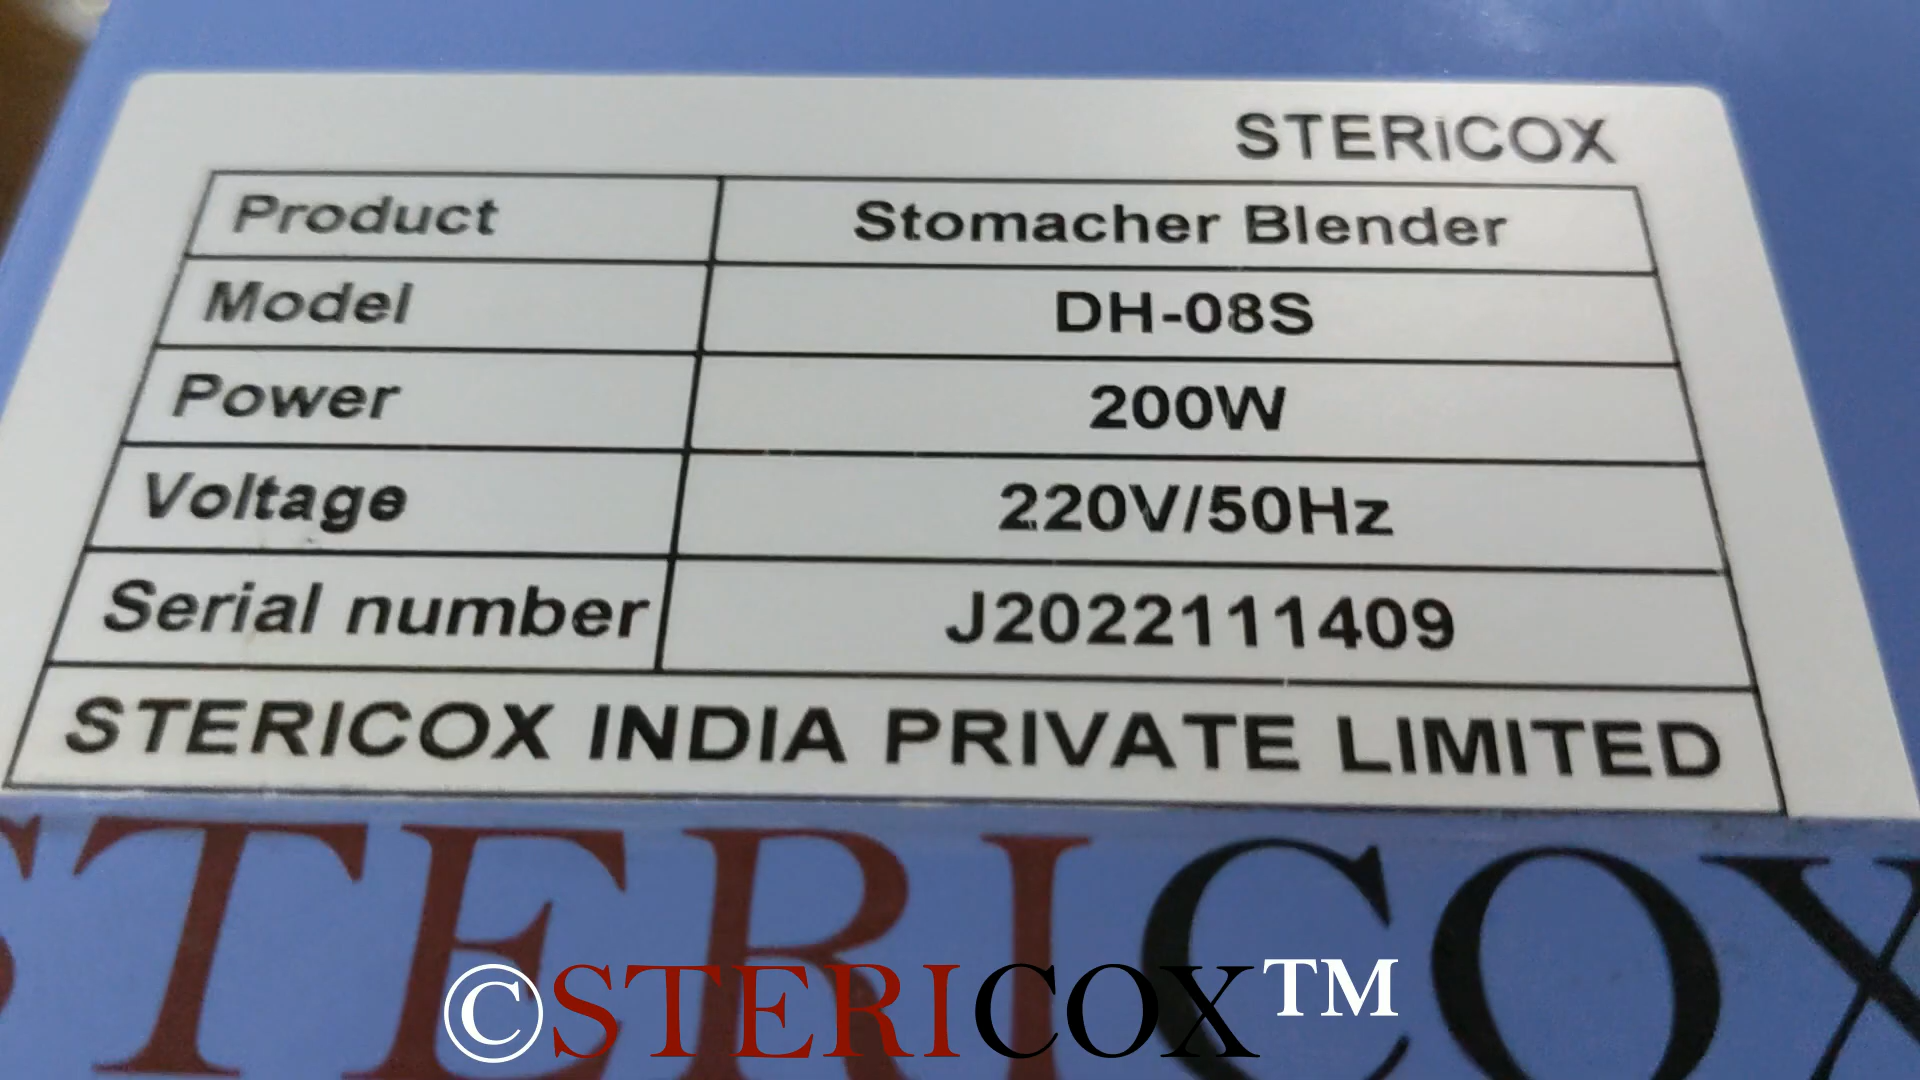 STERiCOX
Product Stomacher Blender
Model DH-08S
Power 200W
Voltage 220V/50Hz
Serial number J2022111409
STERICOX INDIA PRIVATE LIMITED
STERICOX
©STERICOX™